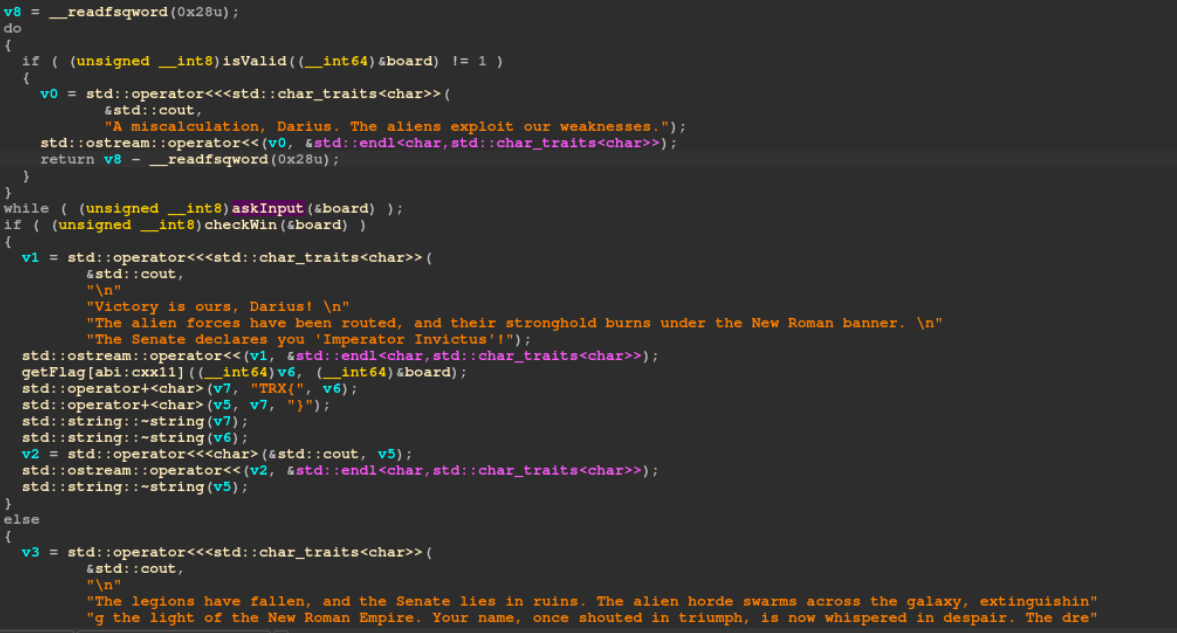 v8 = __readfsqword(0x28u);
do
{
if ( (unsigned __int8)isValid((__int64)&board) != 1 )
{
v0 = std::operator<<<std::char_traits<char>>(
&std::cout,
"A miscalculation, Darius. The aliens exploit our weaknesses.");
std::ostream::operator<<(v0, &std::endl<char,std::char_traits<char>>);
return v8 - __readfsqword(0x28u);
}
}
while ( (unsigned __int8)askInput(&board) );
if ( (unsigned __int8)checkWin(&board) )
{
v1 = std::operator<<<std::char_traits<char>>(
&std::cout,
"\n"
"Victory is ours, Darius! \n"
"The alien forces have been routed, and their stronghold burns under the New Roman banner. \n"
"The Senate declares you 'Imperator Invictus'!");
std::ostream::operator<<(v1, &std::endl<char,std::char_traits<char>>);
getFlag[abi:cxx11]((__int64)v6, (__int64)&board);
std::operator+<char>(v7, "TRX{", v6);
std::operator+<char>(v5, v7, "}");
std::string::~string(v7);
std::string::~string(v6);
v2 = std::operator<<<char>(&std::cout, v5);
std::ostream::operator<<(v2, &std::endl<char,std::char_traits<char>>);
std::string::~string(v5);
}
else
{
v3 = std::operator<<<std::char_traits<char>>(
&std::cout,
"\n"
"The legions have fallen, and the Senate lies in ruins. The alien horde swarms across the galaxy, extinguishin"
"g the light of the New Roman Empire. Your name, once shouted in triumph, is now whispered in despair. The dre"